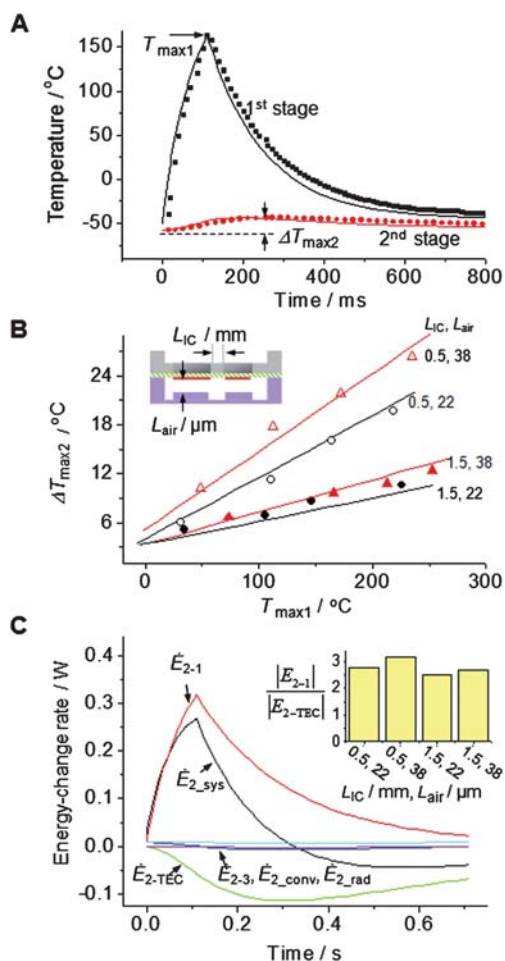 A
T max1
1st stage
ΔT max2
2nd stage
150
100
50
0
-50
Temperature / °C
0 200 400 600 800
Time / ms
B
L IC / mm
L IC, L air
0.5, 38
0.5, 22
L air / μm
1.5, 38
1.5, 22
24
18
12
6
ΔT max2 / °C
0 100 200 300
T max1 / °C
C
Ė 2-1
Ė 2_sys
Ė 2-TEC
Ė 2-3, Ė 2_conv, Ė 2_rad
0.4
0.3
0.2
0.1
0.0
-0.1
Energy-change rate / W
0.0 0.2 0.4 0.6
Time / s
|E 2-1|
|E 2-TEC|
3
2
1
0
0.5, 22
0.5, 38
1.5, 22
1.5, 38
L IC / mm, L air / μm